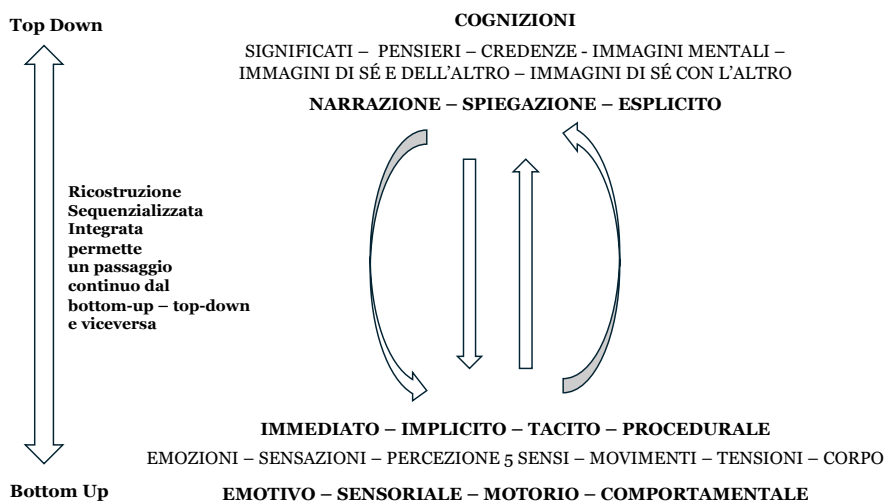 Top Down
COGNIZIONI
SIGNIFICATI – PENSIERI – CREDENZE - IMMAGINI MENTALI –
IMMAGINI DI SÉ E DELL'ALTRO – IMMAGINI DI SÉ CON L'ALTRO
NARRAZIONE – SPIEGAZIONE – ESPLICITO
Ricostruzione
Sequenzializzata
Integrata
permette
un passaggio
continuo dal
bottom-up – top-down
e viceversa
IMMEDIATO – IMPLICITO – TACITO – PROCEDURALE
EMOZIONI – SENSAZIONI – PERCEZIONE 5 SENSI – MOVIMENTI – TENSIONI – CORPO
Bottom Up
EMOTIVO – SENSORIALE – MOTORIO – COMPORTAMENTALE